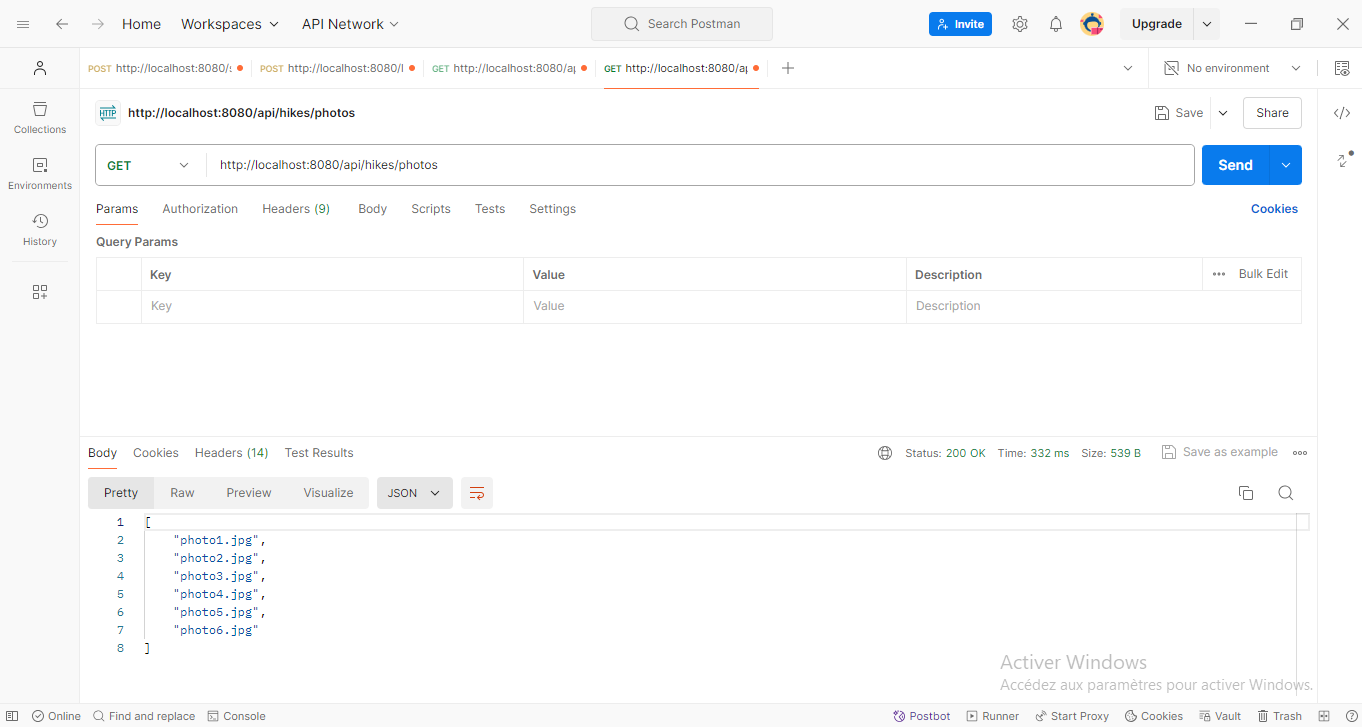 Home Workspaces API Network Search Postman Invite Upgrade
POST http://localhost:8080/ POST http://localhost:8080/ GET http://localhost:8080/ap GET http://localhost:8080/ap No environment
HTTP http://localhost:8080/api/hikes/photos Save Share
Collections
GET http://localhost:8080/api/hikes/photos Send
Environments
Params Authorization Headers (9) Body Scripts Tests Settings Cookies
History
Query Params
Key Value Description Bulk Edit
Key Value Description
Body Cookies Headers (14) Test Results Status: 200 OK Time: 332 ms Size: 539 B Save as example
Pretty Raw Preview Visualize JSON
1 [
2 "photo1.jpg",
3 "photo2.jpg",
4 "photo3.jpg",
5 "photo4.jpg",
6 "photo5.jpg",
7 "photo6.jpg"
8 ]
Activer Windows
Accédez aux paramètres pour activer Windows.
Online Find and replace Console Postbot Runner Start Proxy Cookies Vault Trash